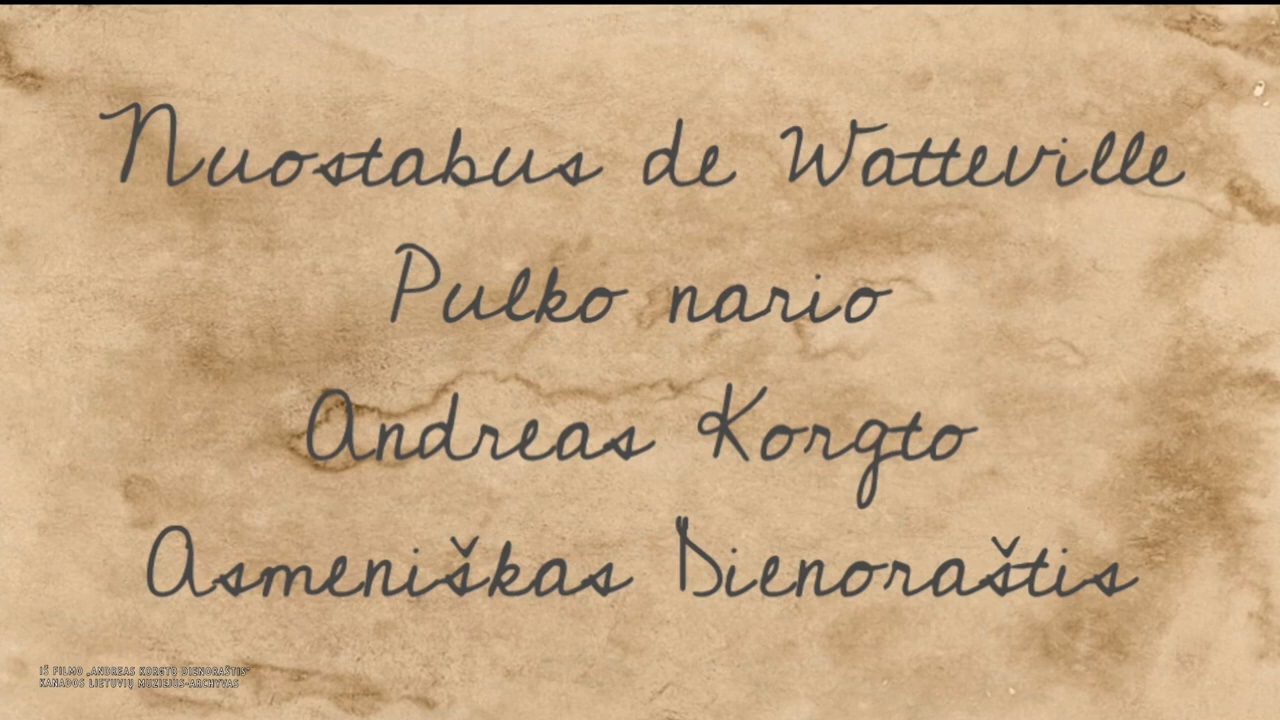 Nuostabus de Watteville
Pulko nario
Andreas Korgto
Asmeniškas Dienoraštis
IŠ FILMO „ANDREAS KORGTO DIENORAŠTIS“
KANADOS LIETUVIŲ MUZIEJUS-ARCHYVAS